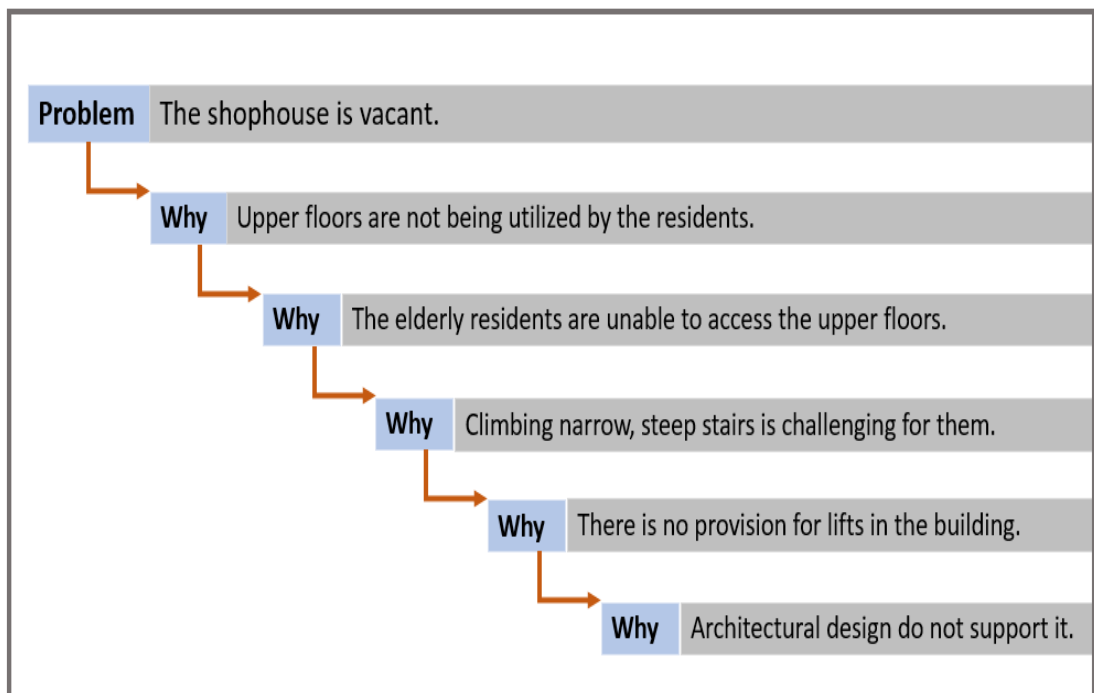 Problem The shophouse is vacant.
Why Upper floors are not being utilized by the residents.
Why The elderly residents are unable to access the upper floors.
Why Climbing narrow, steep stairs is challenging for them.
Why There is no provision for lifts in the building.
Why Architectural design do not support it.